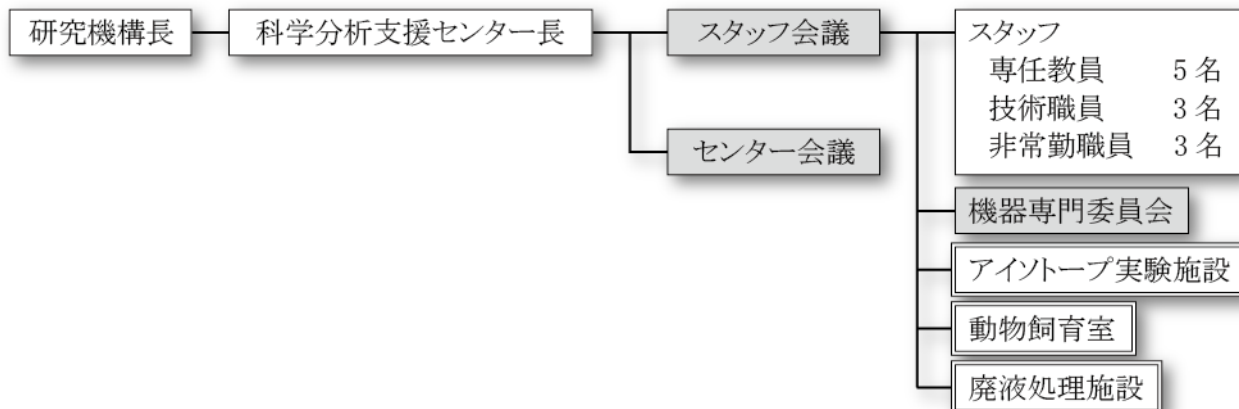 研究機構長
科学分析支援センター長
スタッフ会議
センター会議
スタッフ
専任教員 5 名
技術職員 3 名
非常勤職員 3 名
機器専門委員会
アイソトープ実験施設
動物飼育室
廃液処理施設